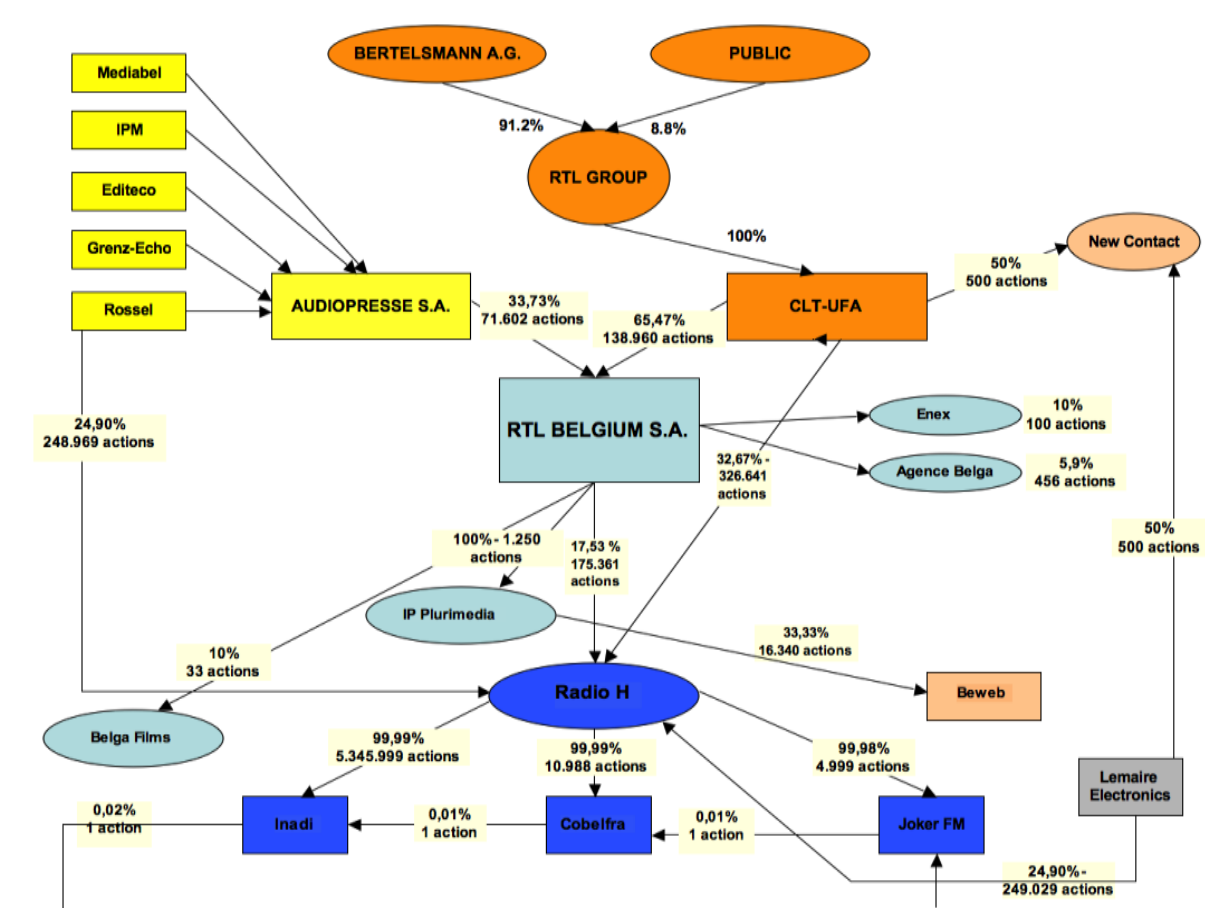 BERTELSMANN A.G.
PUBLIC
Mediabel
IPM
91.2%
8.8%
RTL GROUP
Editeco
Grenz-Echo
100%
New Contact
50%
500 actions
Rossel
AUDIOPRESSE S.A.
33,73%
71.602 actions
65,47%
138.960 actions
CLT-UFA
24,90%
248.969 actions
RTL BELGIUM S.A.
Enex
10%
100 actions
32,67% -
326.641
actions
Agence Belga
5,9%
456 actions
100% - 1.250
actions
17,53 %
175.361
actions
50%
500 actions
IP Plurimedia
33,33%
16.340 actions
10%
33 actions
Radio H
Beweb
Belga Films
99,99%
5.345.999 actions
99,99%
10.988 actions
99,98%
4.999 actions
Lemaire
Electronics
0,02%
1 action
Inadi
0,01%
1 action
Cobelfra
0,01%
1 action
Joker FM
24,90% -
249.029 actions